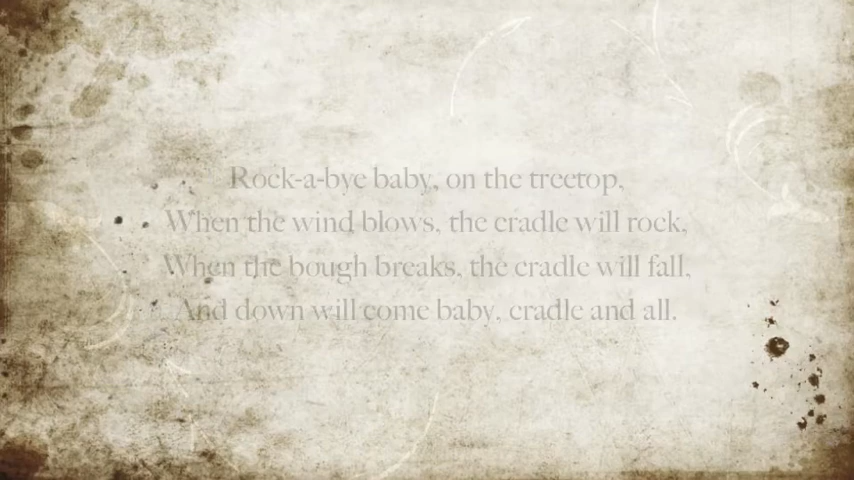 Rock-a-bye baby, on the treetop,
When the wind blows, the cradle will rock,
When the bough breaks, the cradle will fall,
And down will come baby, cradle and all.